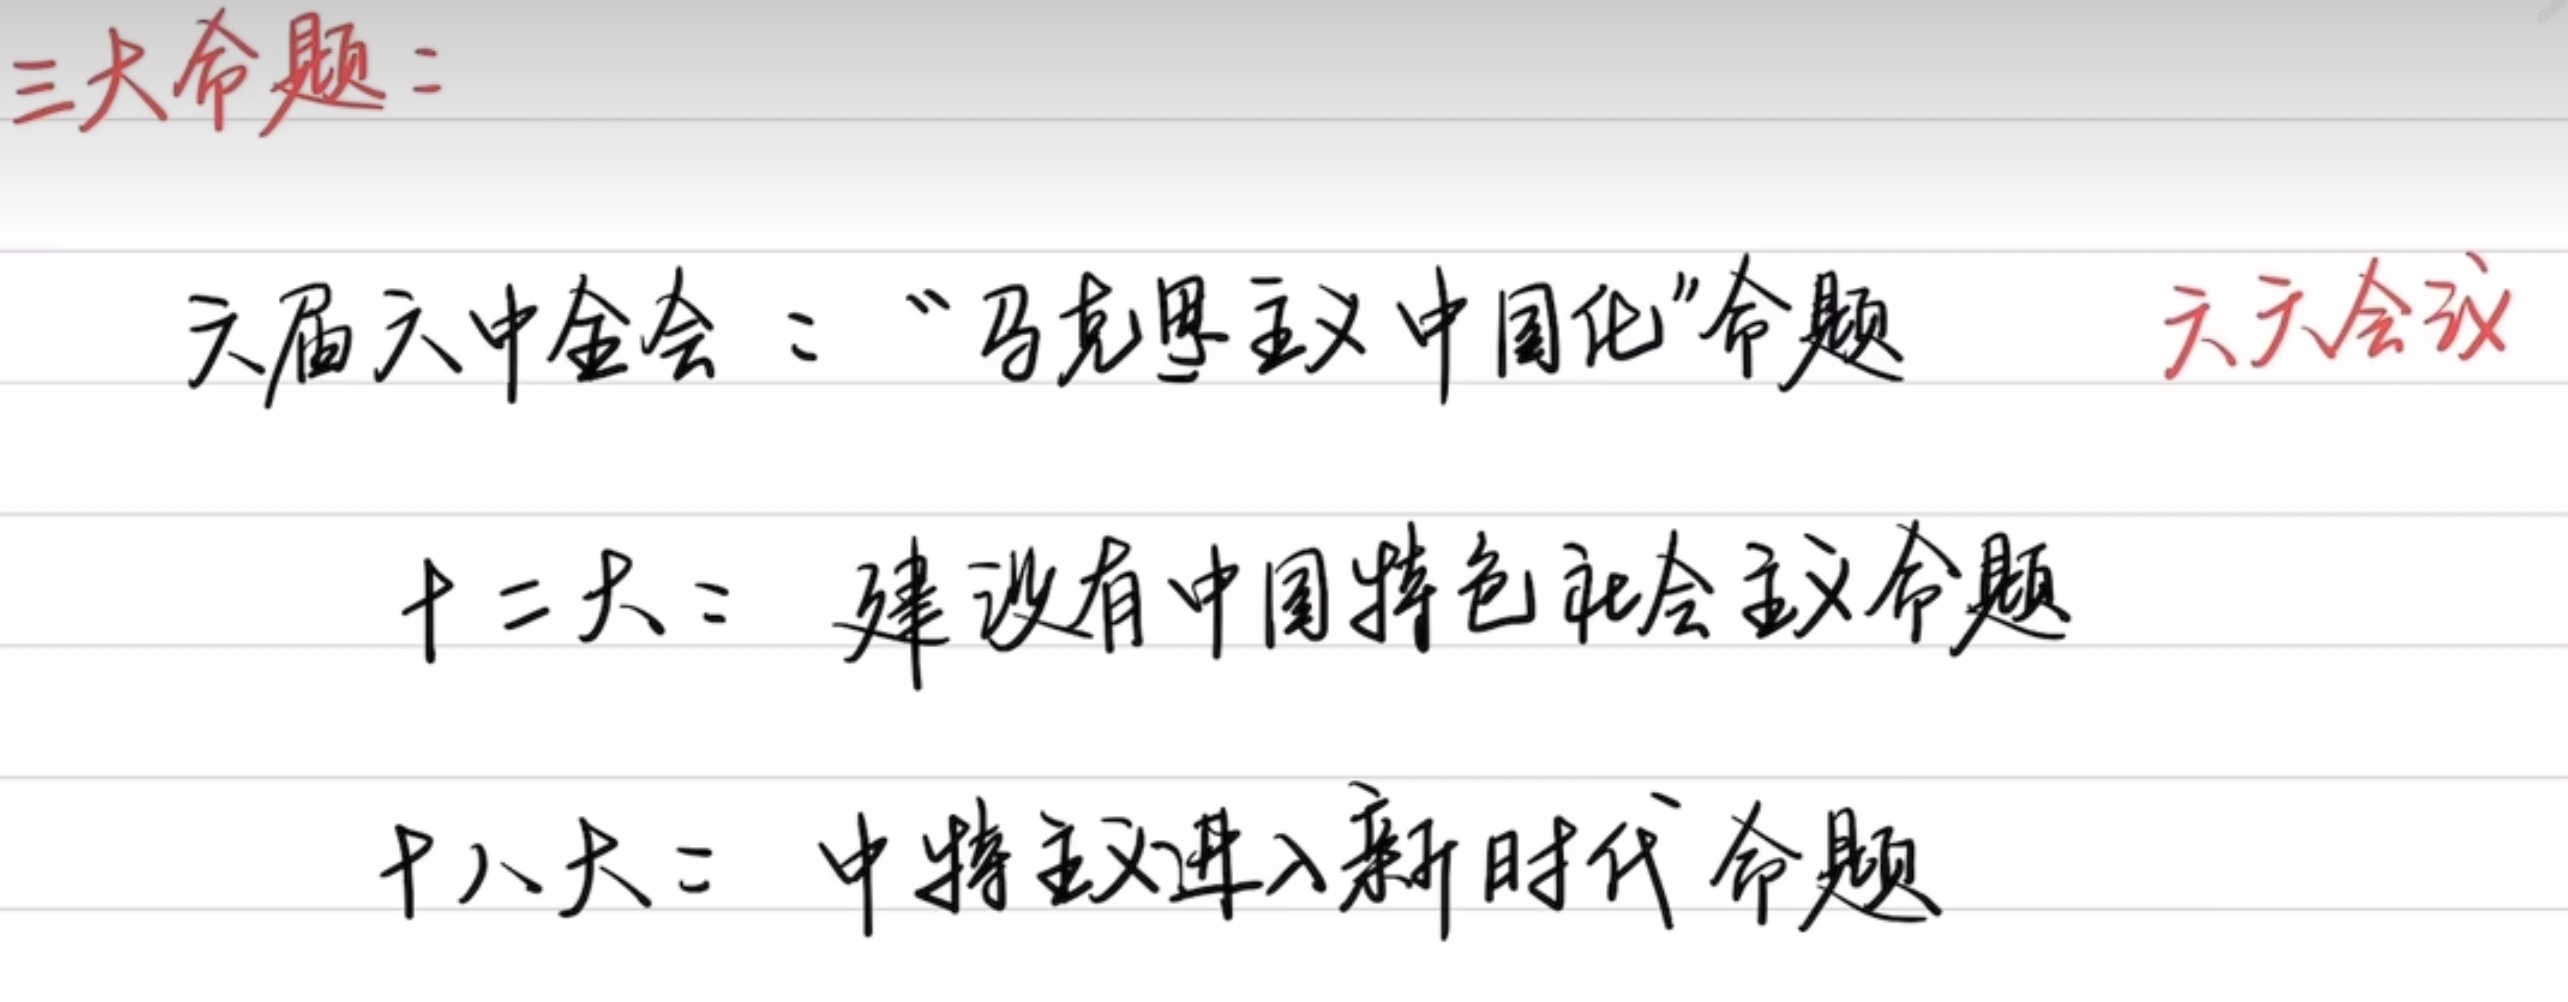 三大命题：
六届六中全会：“马克思主义中国化”命题 六六会议
十二大：建设有中国特色社会主义命题
十八大：中特主义进入新时代命题